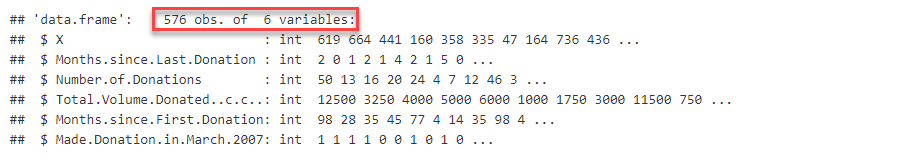 ## 'data.frame':    576 obs. of  6 variables:
##  $ X                          : int  619 664 441 160 358 335 47 164 736 436 ...
##  $ Months.since.Last.Donation : int  2 0 1 2 1 4 2 1 5 0 ...
##  $ Number.of.Donations        : int  50 13 16 20 24 4 7 12 46 3 ...
##  $ Total.Volume.Donated..c.c..: int  12500 3250 4000 5000 6000 1000 1750 3000 11500 750 ...
##  $ Months.since.First.Donation: int  98 28 35 45 77 4 14 35 98 4 ...
##  $ Made.Donation.in.March.2007: int  1 1 1 1 0 0 1 0 1 0 ...